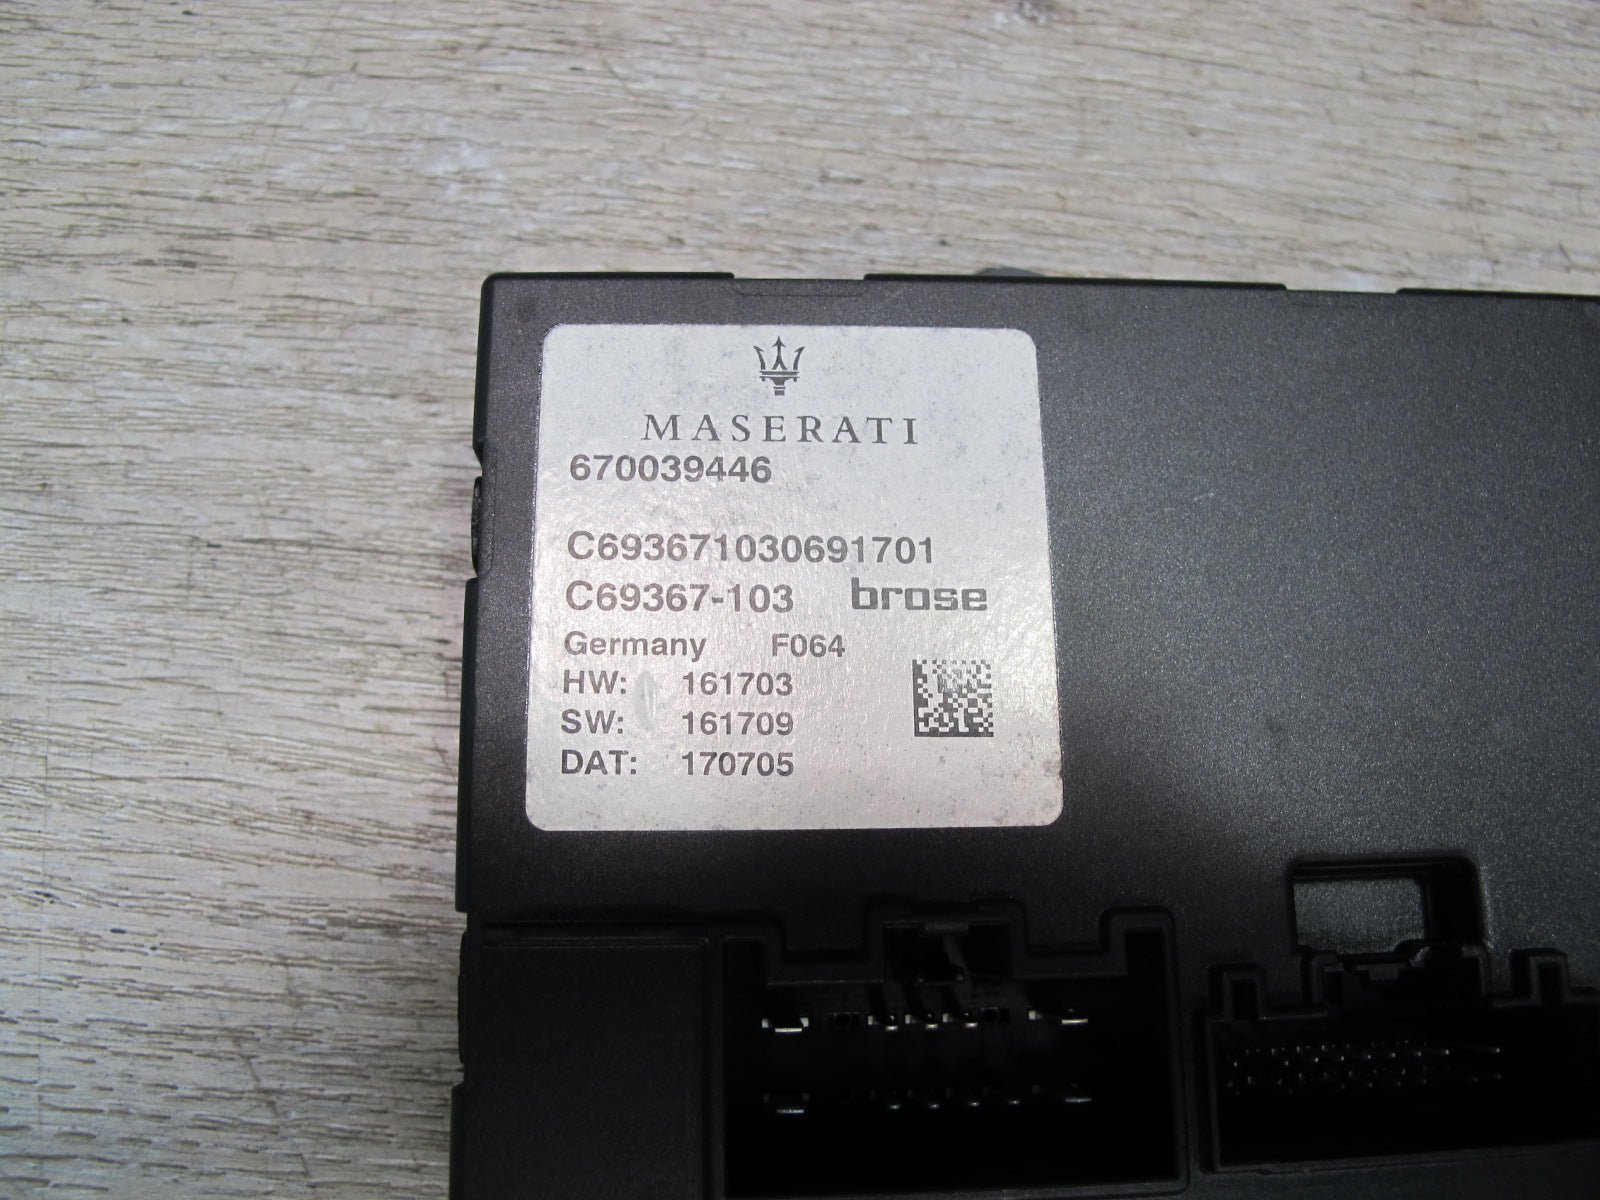 MASERATI
670039446
C693671030691701
C69367-103 brose
Germany F064
HW: 161703
SW: 161709
DAT: 170705